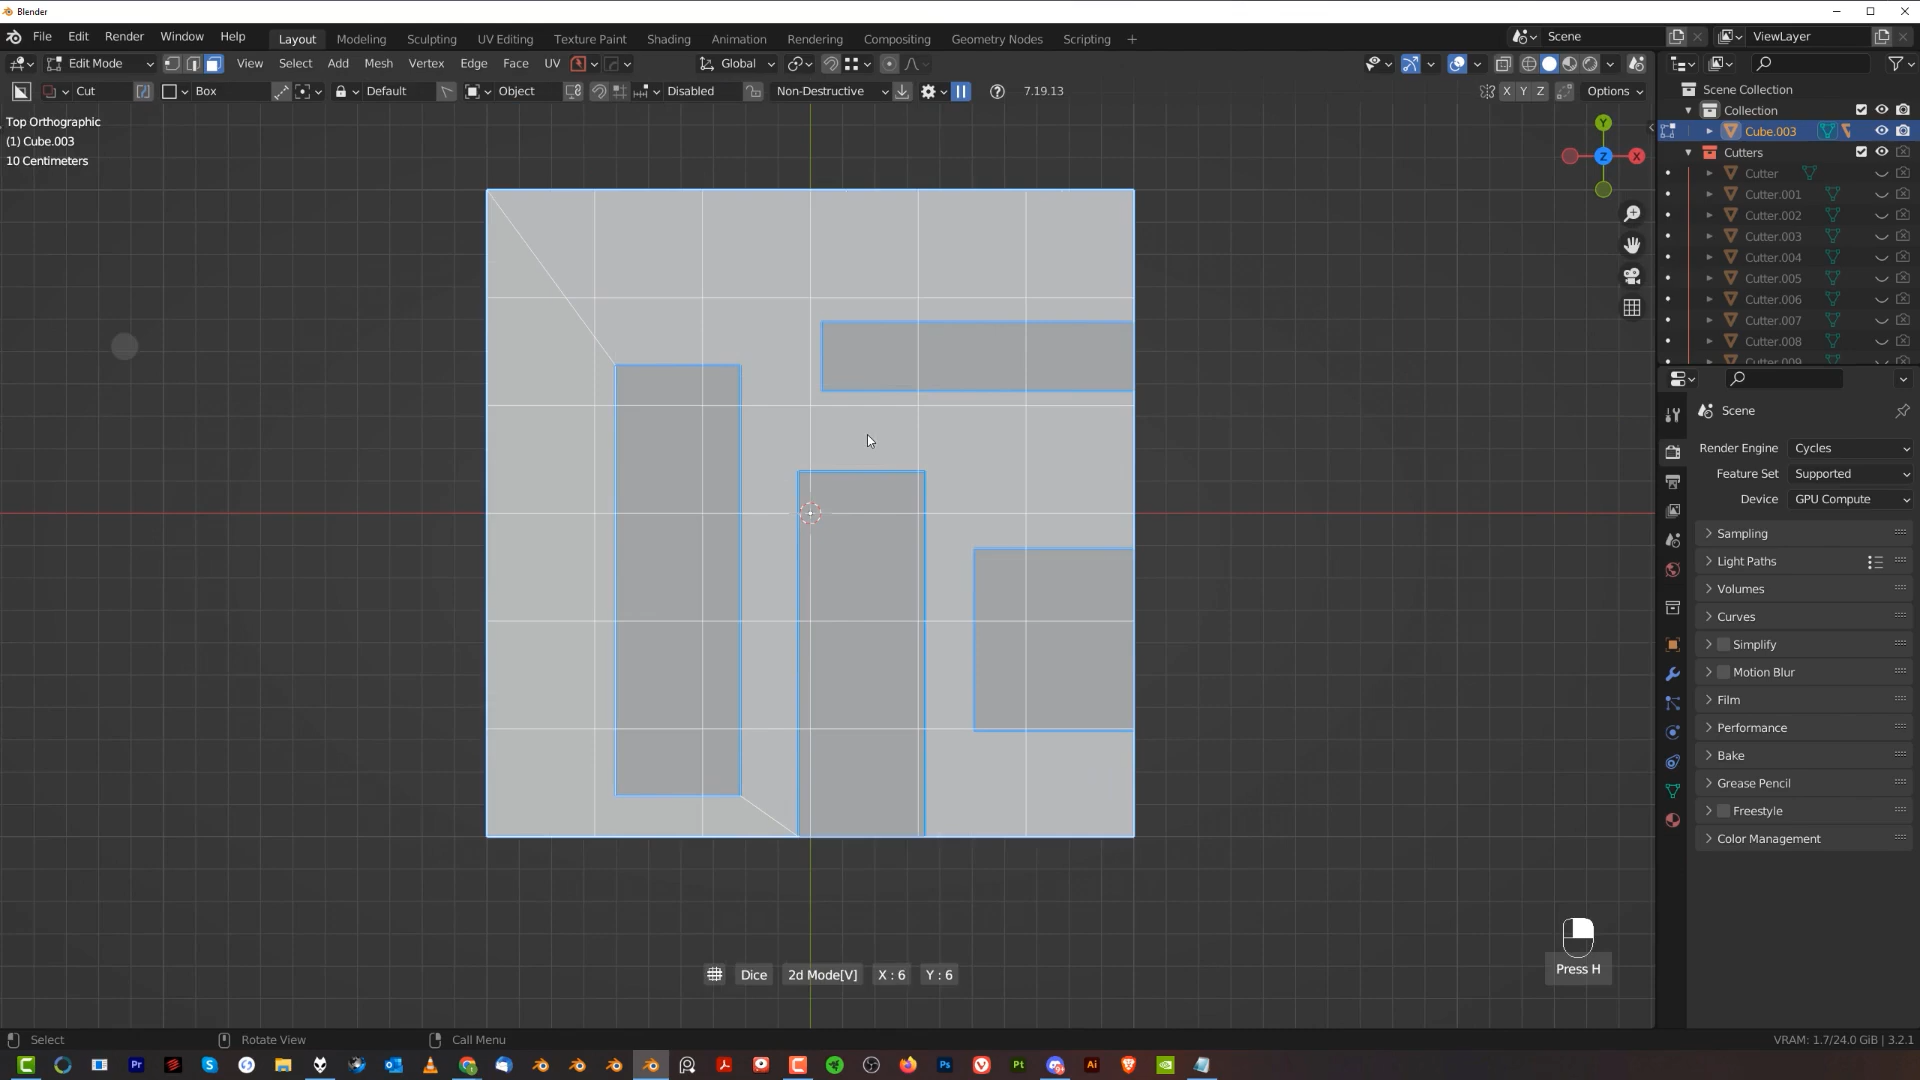 Blender
File Edit Render Window Help Layout Modeling Sculpting UV Editing Texture Paint Shading Animation Rendering Compositing Geometry Nodes Scripting + Scene ViewLayer
Edit Mode View Select Add Mesh Vertex Edge Face UV Global
Cut Box Default Object Disabled Non-Destructive 7.19.13 X Y Z Options
Top Orthographic
(1) Cube.003
10 Centimeters
Y
X
Z
Scene Collection
Collection
Cube.003
Cutters
Cutter
Cutter.001
Cutter.002
Cutter.003
Cutter.004
Cutter.005
Cutter.006
Cutter.007
Cutter.008
Cutter.009
Scene
Render Engine Cycles
Feature Set Supported
Device GPU Compute
Sampling
Light Paths
Volumes
Curves
Simplify
Motion Blur
Film
Performance
Bake
Grease Pencil
Freestyle
Color Management
Dice 2d Mode[V] X : 6 Y : 6
Press H
Select Rotate View Call Menu VRAM: 1.7/24.0 GiB | 3.2.1
Pr S Ps Pt Ai